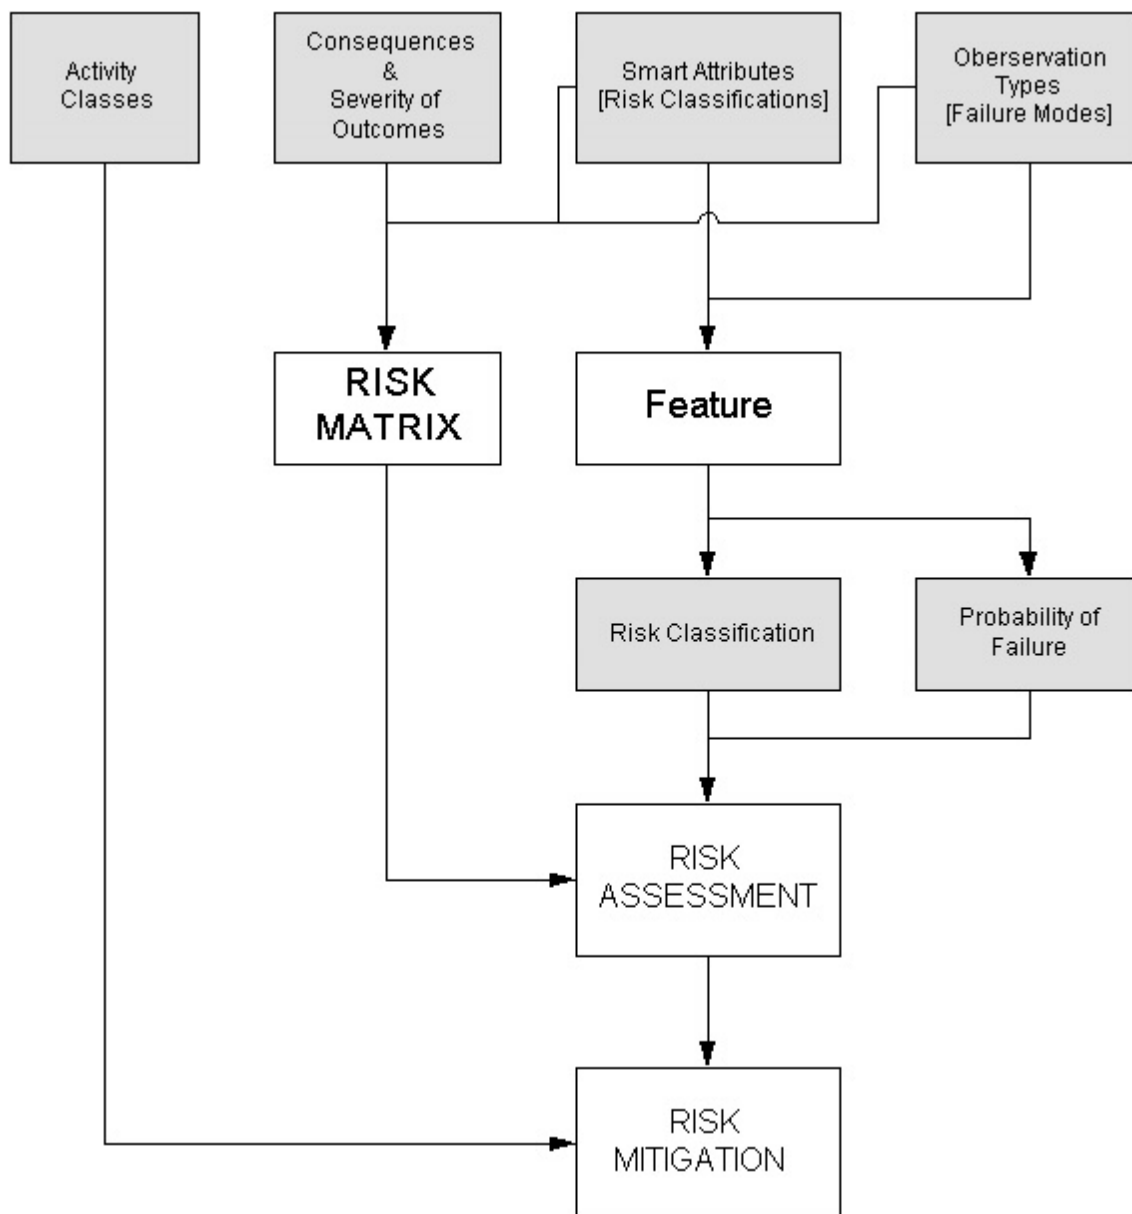 Activity
Classes
Consequences
&
Severity of
Outcomes
Smart Attributes
[Risk Classifications]
Oberservation
Types
[Failure Modes]
RISK
MATRIX
Feature
Risk Classification
Probability of
Failure
RISK
ASSESSMENT
RISK
MITIGATION